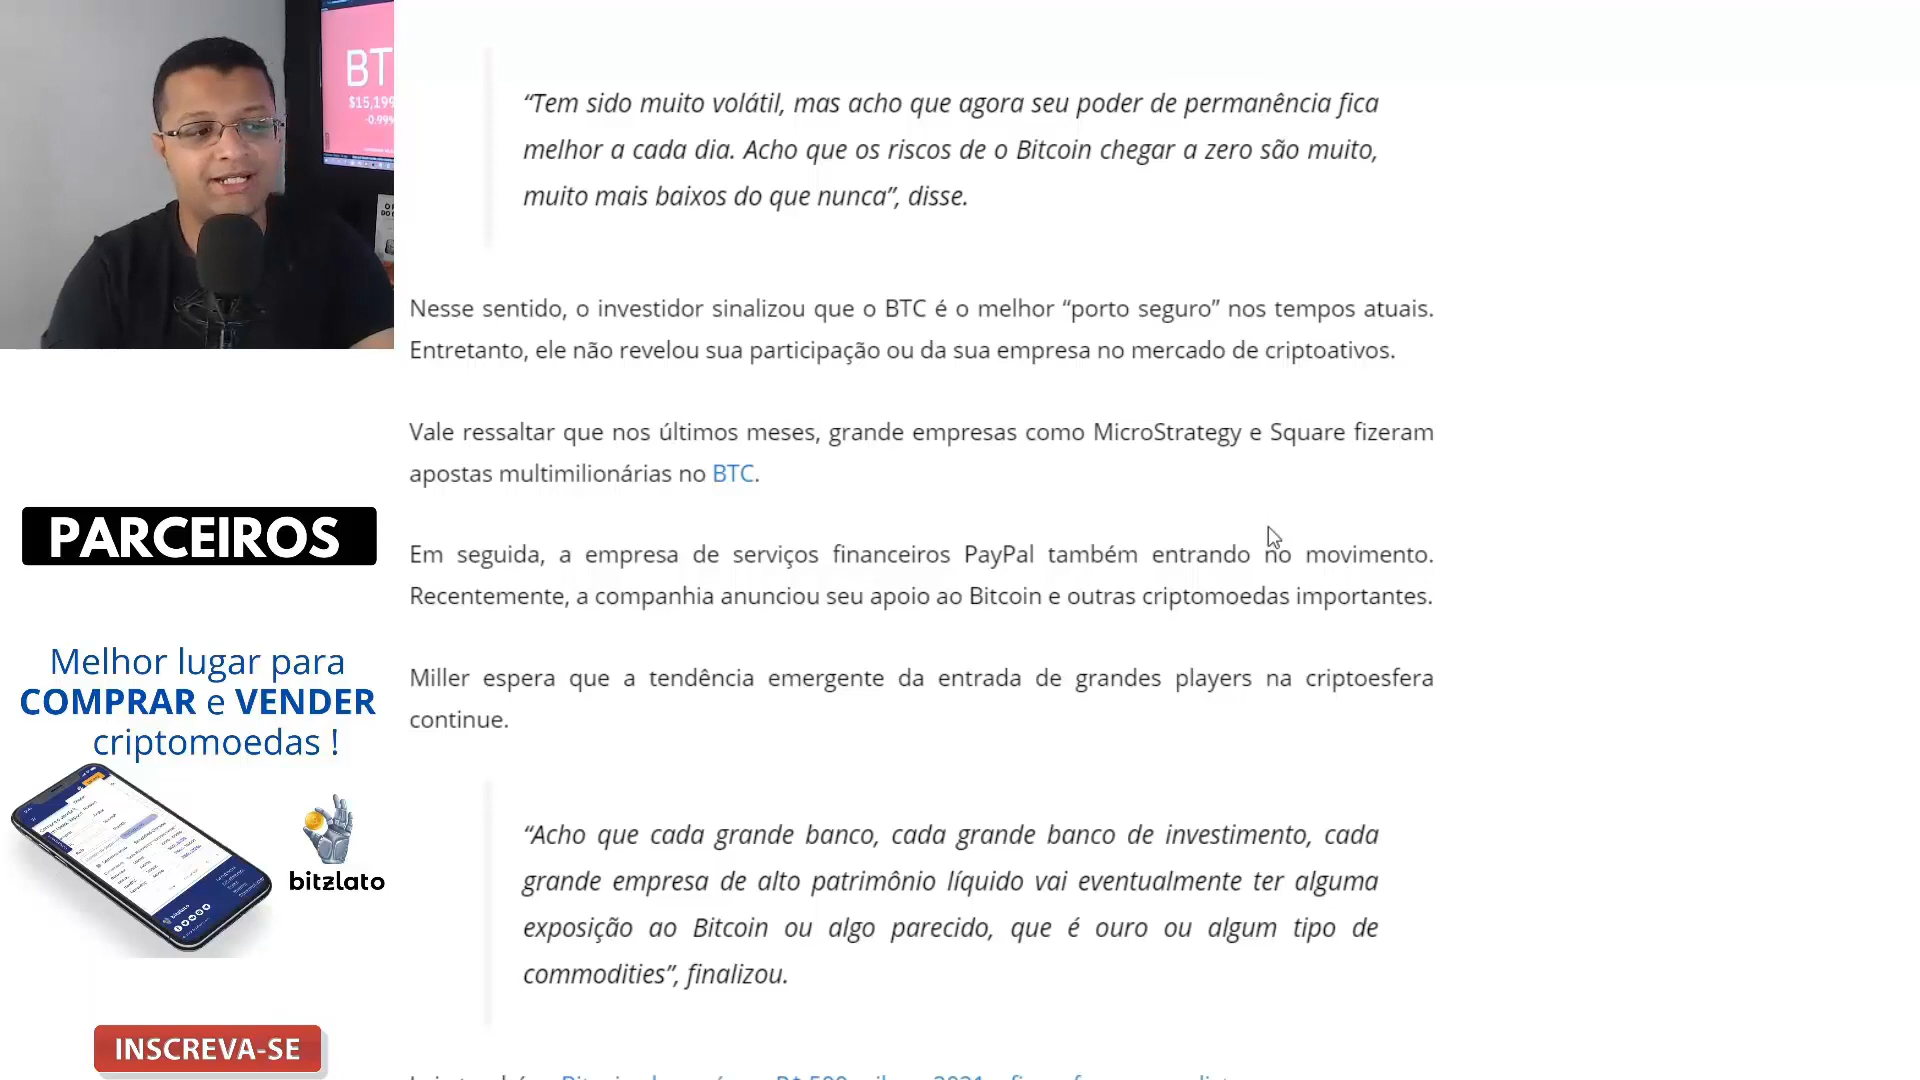 BT
$15,199
-0.99%
“Tem sido muito volátil, mas acho que agora seu poder de permanência fica
melhor a cada dia. Acho que os riscos de o Bitcoin chegar a zero são muito,
muito mais baixos do que nunca”, disse.
Nesse sentido, o investidor sinalizou que o BTC é o melhor “porto seguro” nos tempos atuais.
Entretanto, ele não revelou sua participação ou da sua empresa no mercado de criptoativos.
Vale ressaltar que nos últimos meses, grande empresas como MicroStrategy e Square fizeram
apostas multimilionárias no BTC.
Em seguida, a empresa de serviços financeiros PayPal também entrando no movimento.
Recentemente, a companhia anunciou seu apoio ao Bitcoin e outras criptomoedas importantes.
Miller espera que a tendência emergente da entrada de grandes players na criptoesfera
continue.
“Acho que cada grande banco, cada grande banco de investimento, cada
grande empresa de alto patrimônio líquido vai eventualmente ter alguma
exposição ao Bitcoin ou algo parecido, que é ouro ou algum tipo de
commodities”, finalizou.
PARCEIROS
Melhor lugar para
COMPRAR e VENDER
criptomoedas !
bitzlato
INSCREVA-SE